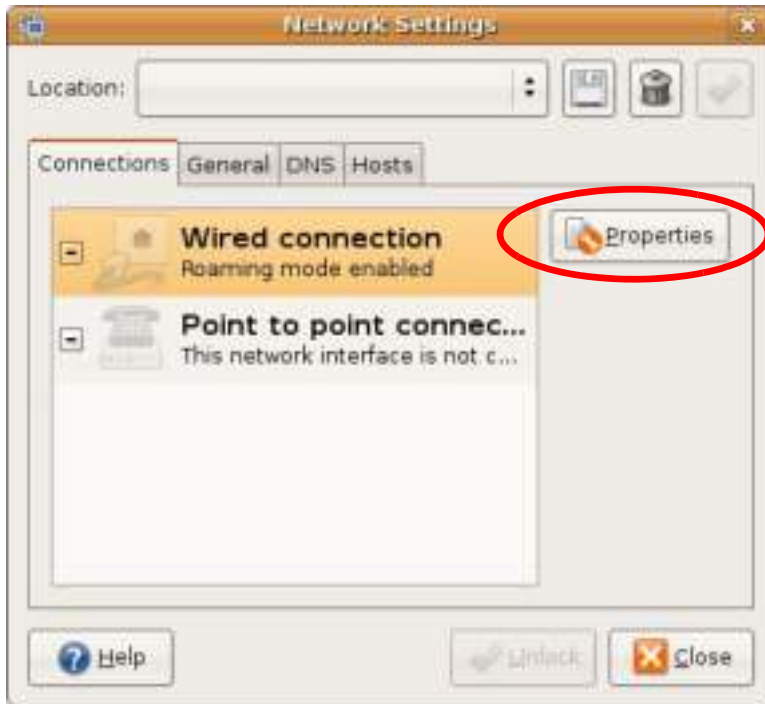 Network Settings
Location:
Connections General DNS Hosts
Wired connection
Roaming mode enabled
Properties
Point to point connec...
This network interface is not c...
Help Unlock Close